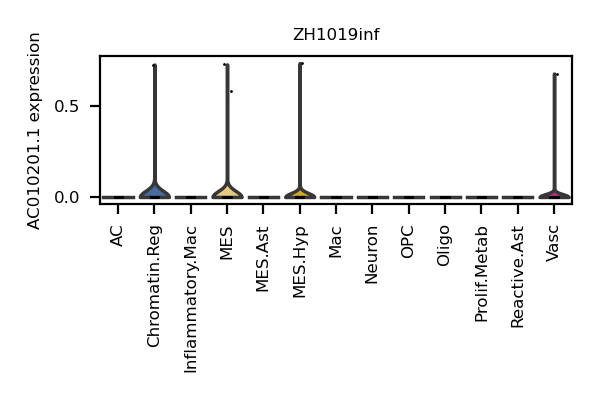 ZH1019inf
AC010201.1 expression
0.5
0.0
AC
Chromatin.Reg
Inflammatory.Mac
MES
MES.Ast
MES.Hyp
Mac
Neuron
OPC
Oligo
Prolif.Metab
Reactive.Ast
Vasc